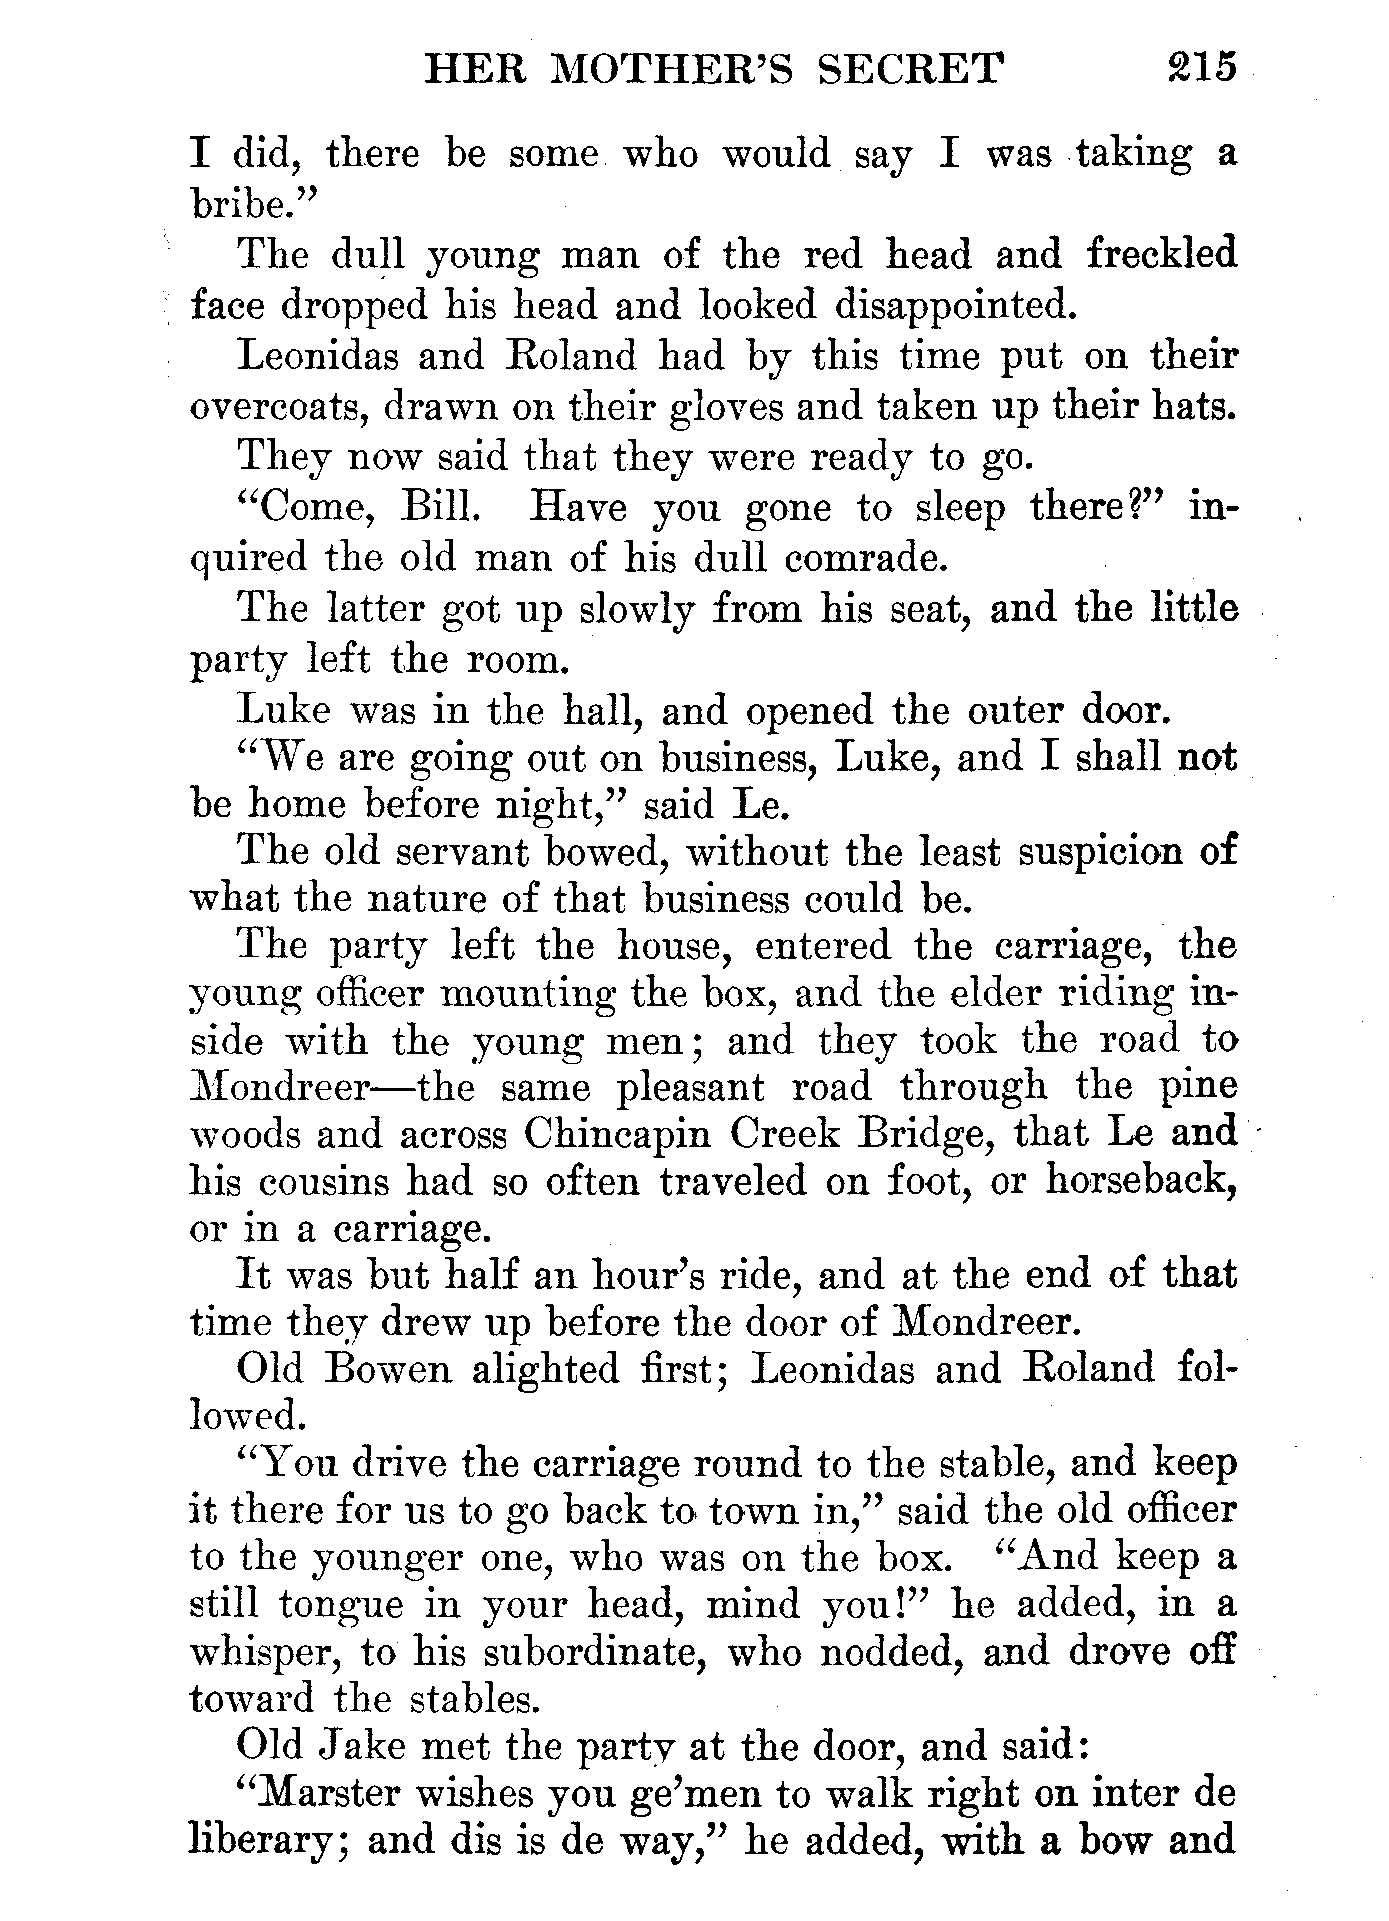 HER MOTHER'S SECRET 215
I did, there be some who would say I was taking a
bribe."
The dull young man of the red head and freckled
face dropped his head and looked disappointed.
Leonidas and Roland had by this time put on their
overcoats, drawn on their gloves and taken up their hats.
They now said that they were ready to go.
"Come, Bill. Have you gone to sleep there?" in-
quired the old man of his dull comrade.
The latter got up slowly from his seat, and the little
party left the room.
Luke was in the hall, and opened the outer door.
"We are going out on business, Luke, and I shall not
be home before night," said Le.
The old servant bowed, without the least suspicion of
what the nature of that business could be.
The party left the house, entered the carriage, the
young officer mounting the box, and the elder riding in-
side with the young men; and they took the road to
Mondreer—the same pleasant road through the pine
woods and across Chincapin Creek Bridge, that Le and
his cousins had so often traveled on foot, or horseback,
or in a carriage.
It was but half an hour's ride, and at the end of that
time they drew up before the door of Mondreer.
Old Bowen alighted first; Leonidas and Roland fol-
lowed.
"You drive the carriage round to the stable, and keep
it there for us to go back to town in," said the old officer
to the younger one, who was on the box. "And keep a
still tongue in your head, mind you!" he added, in a
whisper, to his subordinate, who nodded, and drove off
toward the stables.
Old Jake met the party at the door, and said:
"Marster wishes you ge'men to walk right on inter de
liberary; and dis is de way," he added, with a bow and